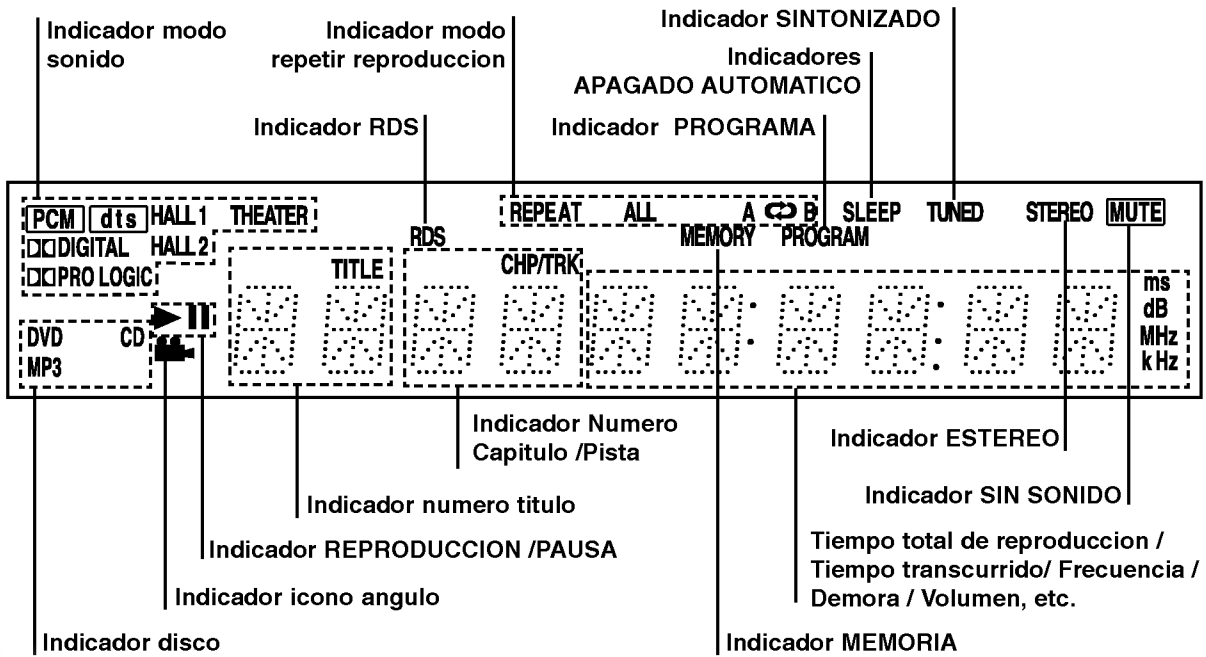 Indicador modo
sonido
Indicador modo
repetir reproduccion
Indicador SINTONIZADO
Indicadores
APAGADO AUTOMATICO
Indicador RDS
Indicador PROGRAMA
PCM dts HALL 1 THEATER
DIGITAL HALL 2
PRO LOGIC
REPEAT ALL A B SLEEP TUNED STEREO MUTE
RDS MEMORY PROGRAM
TITLE CHP/TRK
ms
dB
MHz
kHz
DVD CD
MP3
Indicador Numero
Capitulo /Pista
Indicador ESTEREO
Indicador numero titulo
Indicador SIN SONIDO
Indicador REPRODUCCION /PAUSA
Tiempo total de reproduccion /
Tiempo transcurrido/ Frecuencia /
Demora / Volumen, etc.
Indicador icono angulo
Indicador disco
Indicador MEMORIA